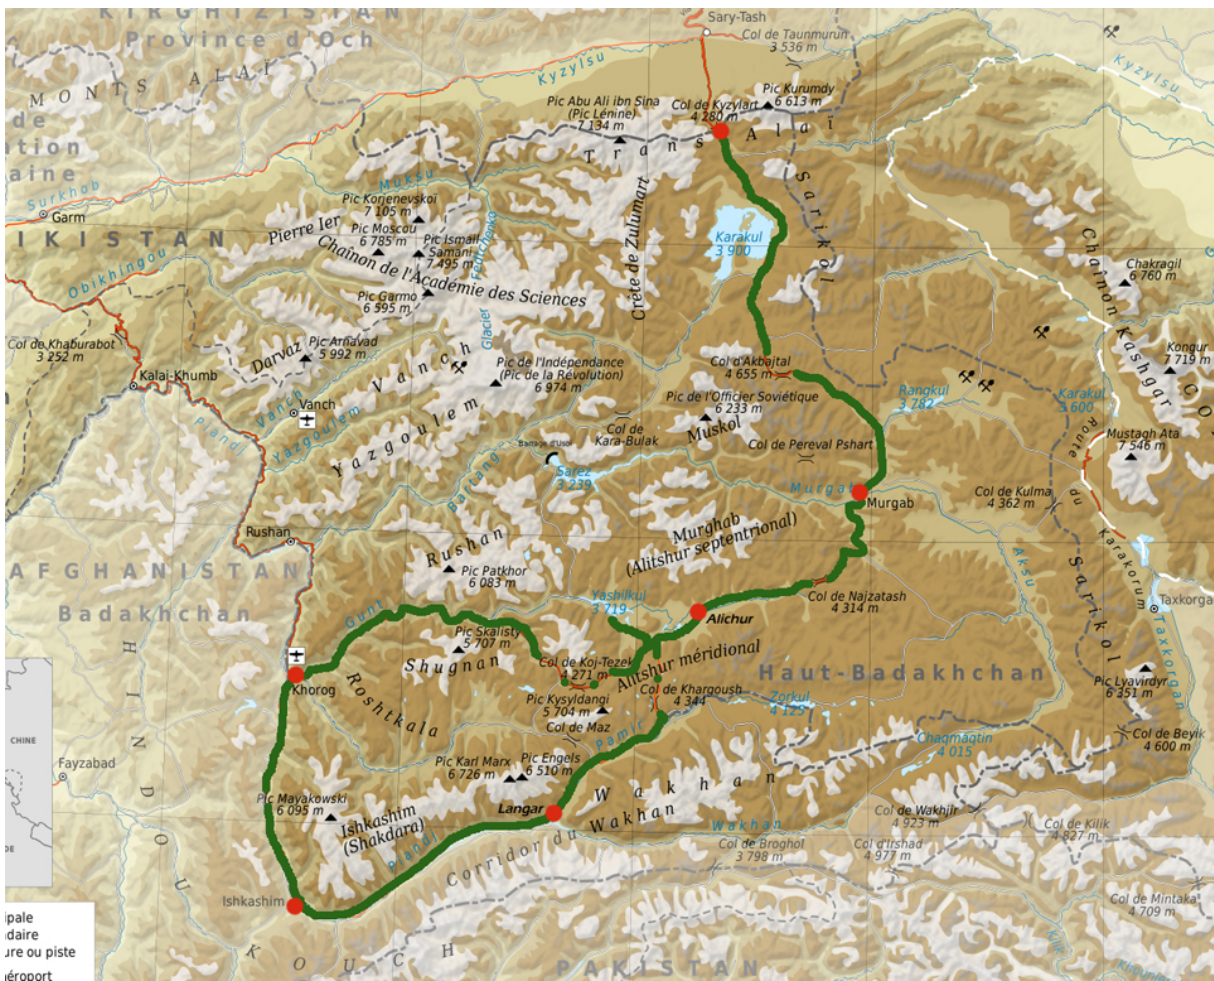 KIRGHIZISTAN
Province d'Och
Sary-Tash
Col de Taunmurun
3 536 m
MONTS ALAÏ
Kyzylsu
Kyzylsu
Pic Kurumdy
6 613 m
Pic Abu Ali ibn Sina
(Pic Lénine)
7 134 m
Col de Kyzylart
4 280 m
Trans Alaï
de
ation
aine
Surkhab
Muksu
Garm
Pic Korjenevskoï
7 105 m
Pierre Ier
Pic Moscou
6 785 m
Pic Ismail
Samani
7 495 m
Fedtchenko
Glacier
Crête de Zulumart
Sarikol
Karakul
3 900
IKISTAN
Obikhingou
Chaînon de l'Académie des Sciences
Pic Garmo
6 595 m
Chaînon Kashgar
Chakragil
6 760 m
Kongur
7 719 m
Col de Khaburabot
3 252 m
Darvaz
Pic Arnavad
5 992 m
Kalai-Khumb
Vanch
Pic de l'Indépendance
(Pic de la Révolution)
6 974 m
Col d'Akbajtal
4 655 m
Rangkul
3 782
Karakul
3 600
Vanch
Vanch
Piandj
Yazgoulem
Yazgoulem
Pic de l'Officier Soviétique
6 233 m
Muskol
Col de
Kara-Bulak
Col de Pereval Pshart
Mustagh Ata
7 546 m
Barrage d'Usoi
Sarez
3 239
Bartang
Murgab
Murgab
Col de Kulma
4 362 m
Route du Karakorum
Rushan
Rushan
Murghab
(Alitshur septentrional)
AFGHANISTAN
Badakhchan
Pic Patkhor
6 083 m
Aksu
Sarikol
Taxkorga
Taxkorgan
Yashilkul
3 719
Col de Najzatash
4 314 m
Alichur
Gunt
Pic Skalisty
5 707 m
Shugnan
Col de Koj-Tezek
4 271 m
Alitshur méridional
Haut-Badakhchan
Khorog
Roshtkala
Pic Kysyldangi
5 704 m
Col de Khargoush
4 344
Zorkul
4 125
Pic Lyavirdyr
6 351 m
Col de Maz
Pamir
Chaqmaqtin
4 015
Col de Beyik
4 600 m
CHINE
Fayzabad
HINDOU KOUCH
Pic Karl Marx
6 726 m
Pic Engels
6 510 m
Pic Mayakowski
6 095 m
Ishkashim
(Shakdara)
Langar
Wakhan
Corridor du Wakhan
Wakhan
Piandj
Col de Wakhjir
4 923 m
Col de Kilik
4 827 m
Col de Broghol
3 798 m
Col d'Irshad
4 977 m
DE
Ishkashim
Col de Mintaka
4 709 m
ipale
ndaire
ure ou piste
aéroport
PAKISTAN